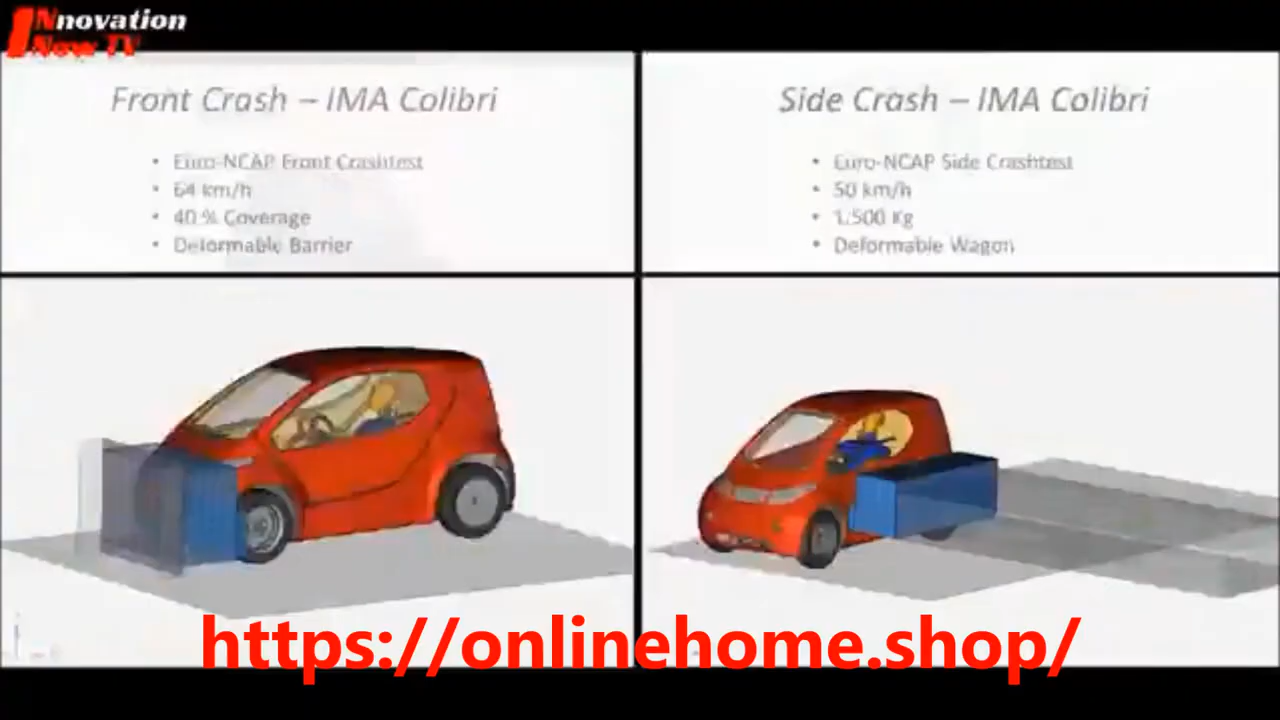 INnovation
Now TV
Front Crash – IMA Colibri
• Euro-NCAP Front Crashtest
• 64 km/h
• 40 % Coverage
• Deformable Barrier
Side Crash – IMA Colibri
• Euro-NCAP Side Crashtest
• 50 km/h
• 1.500 Kg
• Deformable Wagon
https://onlinehome.shop/